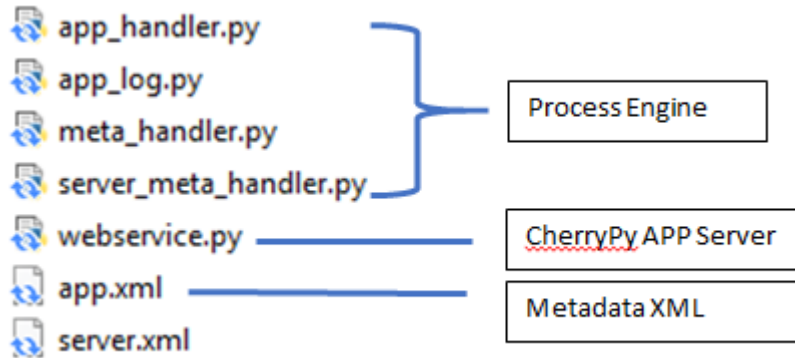 app_handler.py
app_log.py
meta_handler.py
server_meta_handler.py
webservice.py
app.xml
server.xml
Process Engine
CherryPy APP Server
Metadata XML